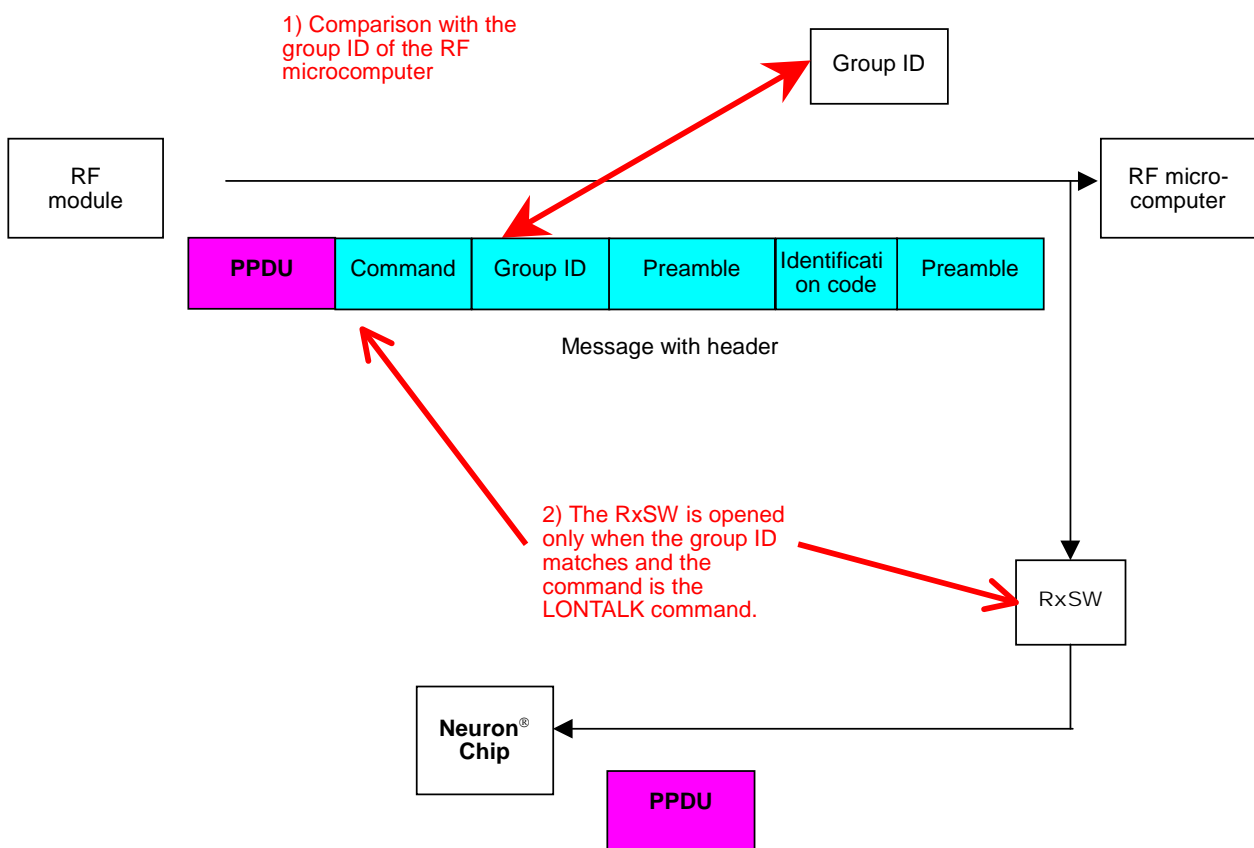 1) Comparison with the
group ID of the RF
microcomputer
Group ID
RF
module
RF micro-
computer
PPDU
Command
Group ID
Preamble
Identificati
on code
Preamble
Message with header
2) The RxSW is opened
only when the group ID
matches and the
command is the
LONTALK command.
RxSW
Neuron®
Chip
PPDU